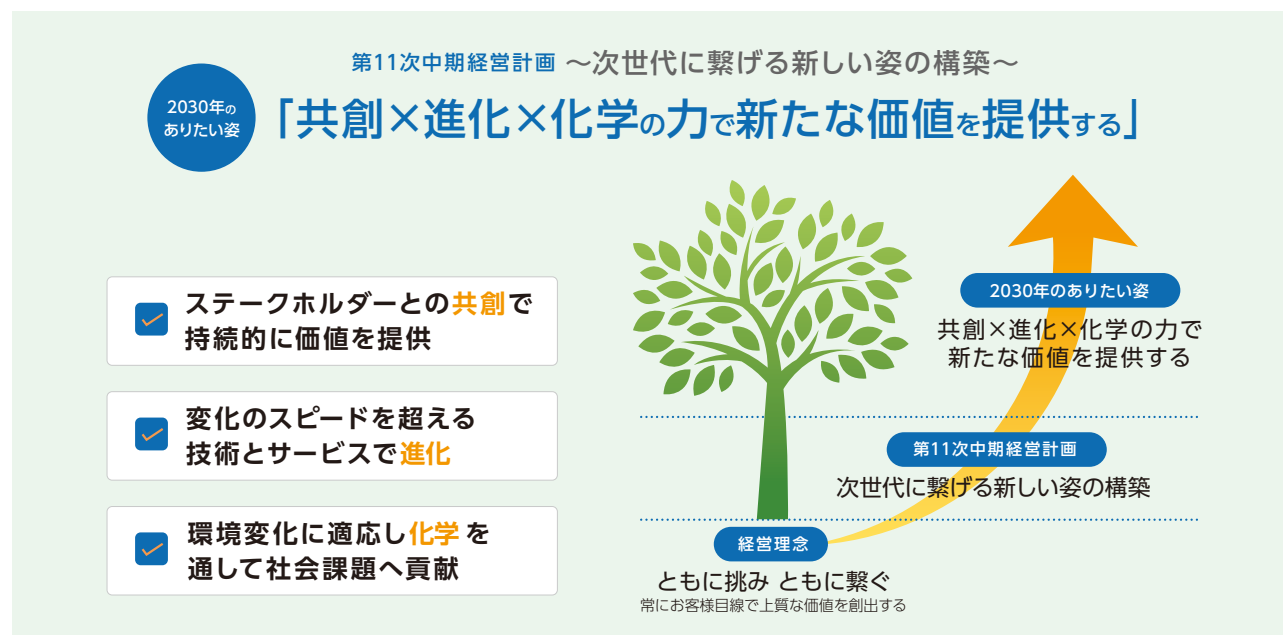 第11次中期経営計画 ～次世代に繋げる新しい姿の構築～
2030年の
ありたい姿
「共創×進化×化学の力で新たな価値を提供する」
ステークホルダーとの共創で
持続的に価値を提供
変化のスピードを超える
技術とサービスで進化
環境変化に適応し化学を
通して社会課題へ貢献
2030年のありたい姿
共創×進化×化学の力で
新たな価値を提供する
第11次中期経営計画
次世代に繋げる新しい姿の構築
経営理念
ともに挑み ともに繋ぐ
常にお客様目線で上質な価値を創出する